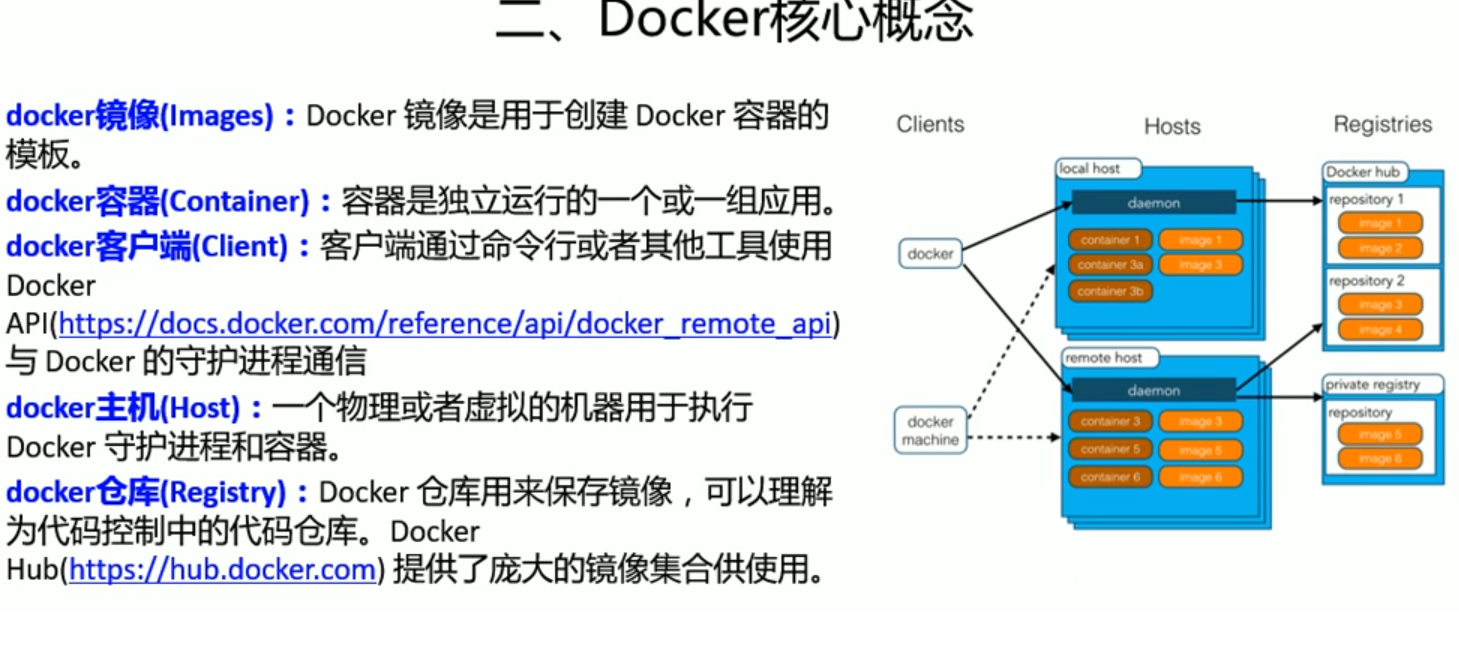 二、Docker核心概念
docker镜像(Images)：Docker 镜像是用于创建 Docker 容器的
模板。
docker容器(Container)：容器是独立运行的一个或一组应用。
docker客户端(Client)：客户端通过命令行或者其他工具使用
Docker
API(https://docs.docker.com/reference/api/docker_remote_api)
与 Docker 的守护进程通信
docker主机(Host)：一个物理或者虚拟的机器用于执行
Docker 守护进程和容器。
docker仓库(Registry)：Docker 仓库用来保存镜像，可以理解
为代码控制中的代码仓库。Docker
Hub(https://hub.docker.com) 提供了庞大的镜像集合供使用。
Clients
docker
docker
machine
Hosts
local host
daemon
container 1 image 1
container 3a image 3
container 3b
remote host
daemon
container 3 image 3
container 5 image 5
container 6 image 6
Registries
Docker hub
repository 1
image 1
image 2
repository 2
image 3
image 4
private registry
repository
image 5
image 6